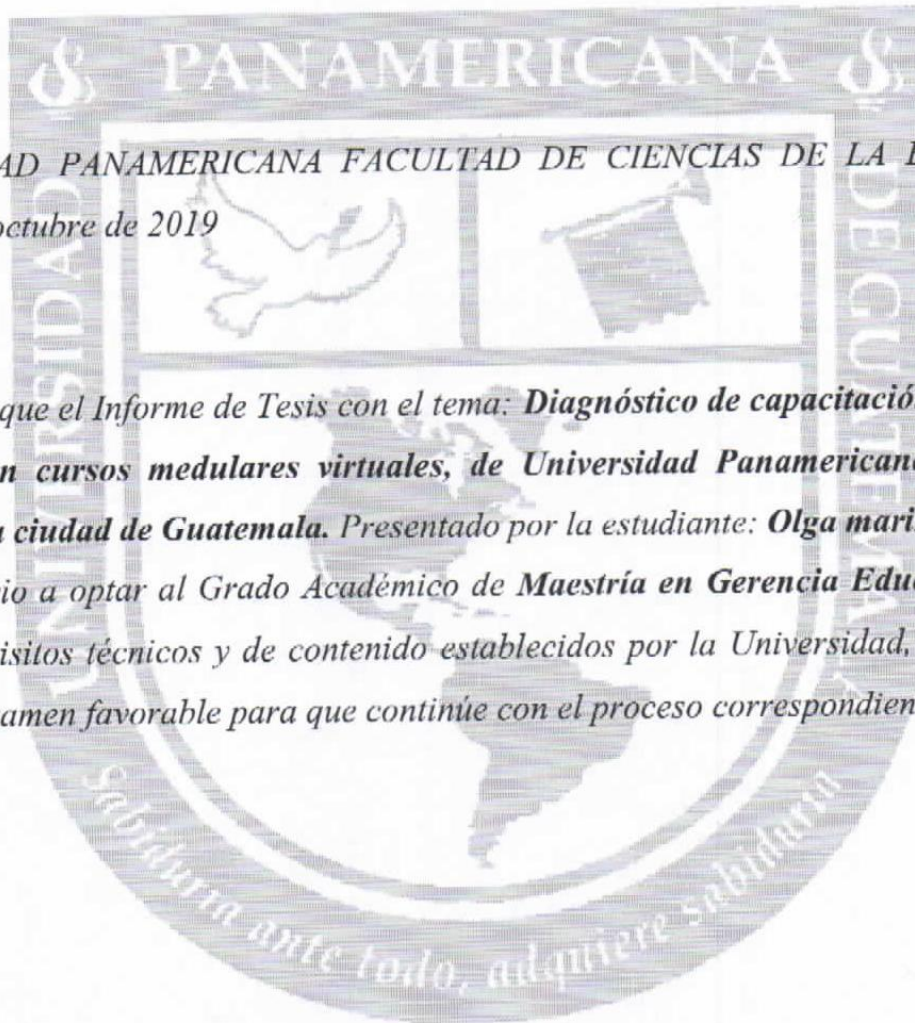 PANAMERICANA
UNIVERSIDAD
DE GUATEMALA
AD PANAMERICANA FACULTAD DE CIENCIAS DE LA
octubre de 2019
que el Informe de Tesis con el tema: Diagnóstico de capacitació
n cursos medulares virtuales, de Universidad Panamericana
ciudad de Guatemala. Presentado por la estudiante: Olga mari
io a optar al Grado Académico de Maestría en Gerencia Edu
isitos técnicos y de contenido establecidos por la Universidad,
amen favorable para que continúe con el proceso correspondien
Sabiduría ante todo, adquiere sabiduría